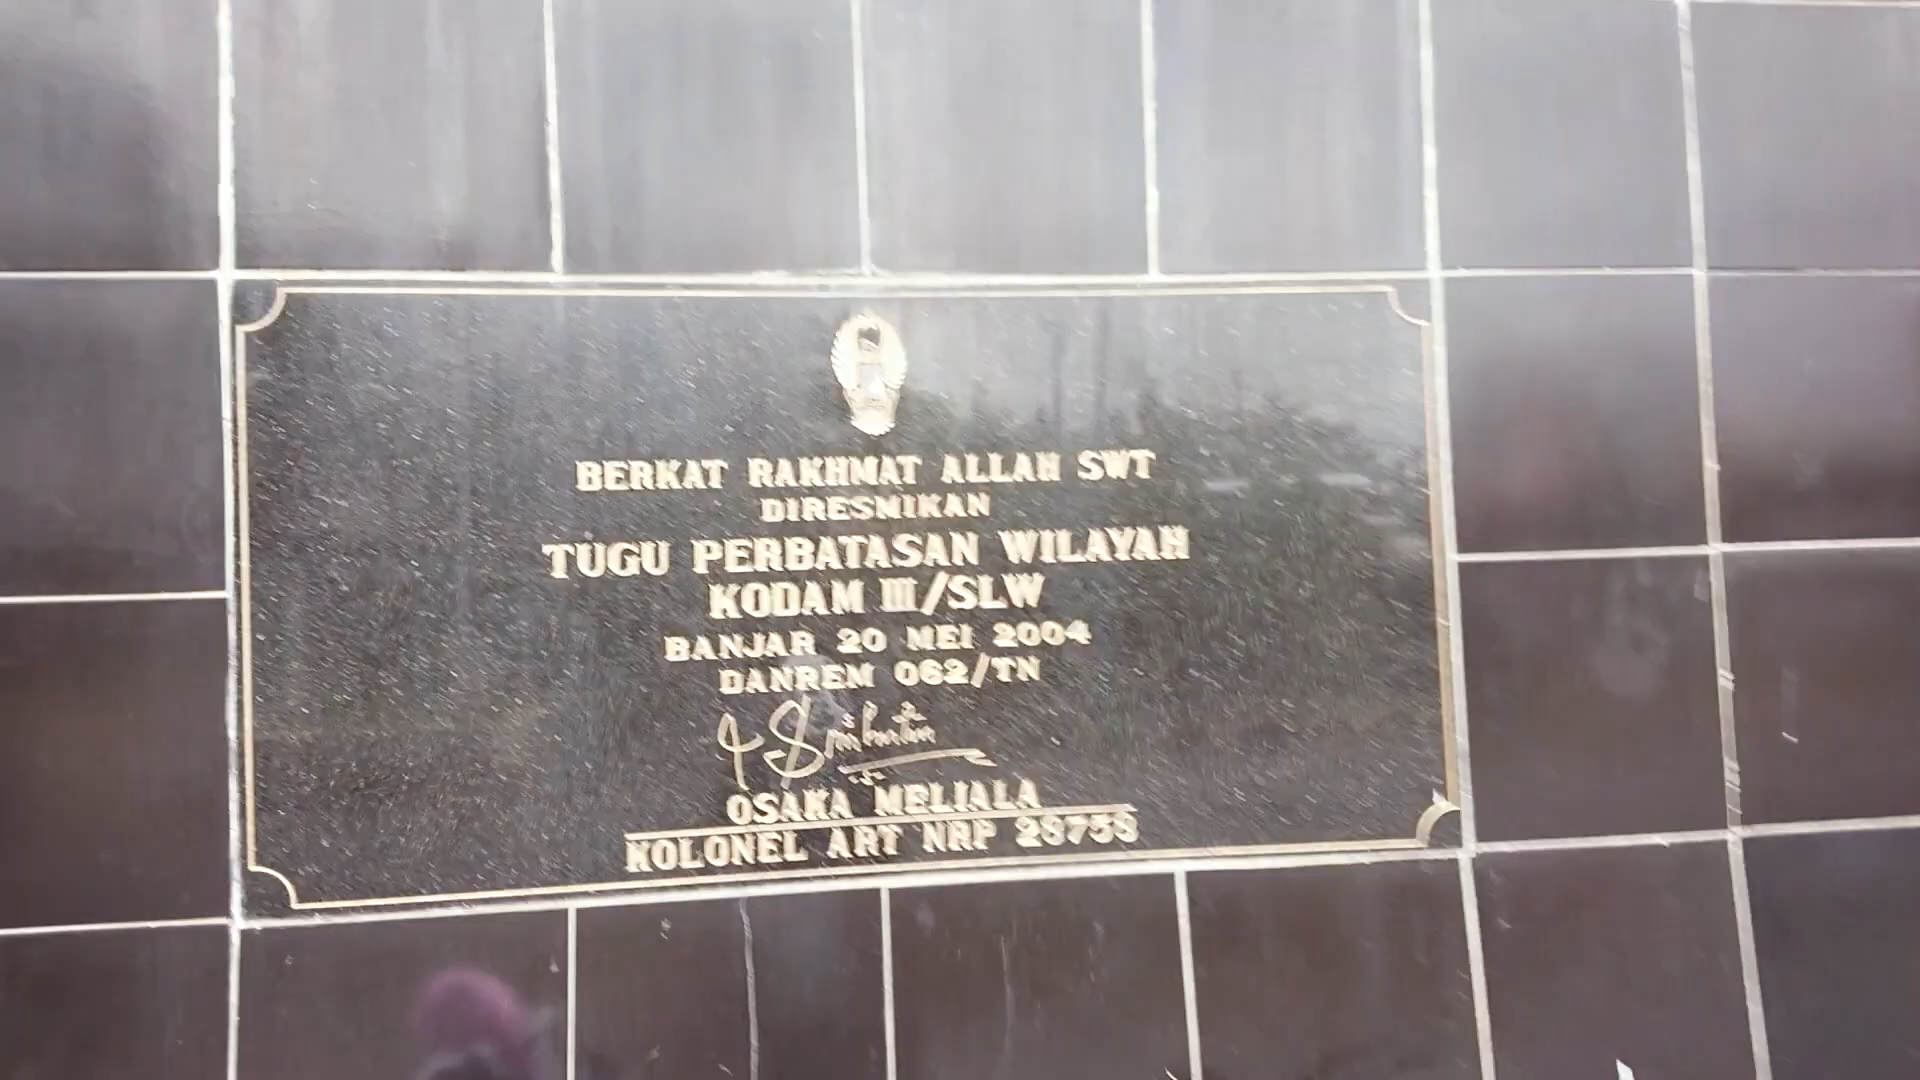 BERKAT RAKHMAT ALLAH SWT
DIRESMIKAN
TUGU PERBATASAN WILAYAH
KODAM III/SLW
BANJAR 20 MEI 2004
DANREM 062/TN
OSAKA MELIALA
KOLONEL ART NRP 28758